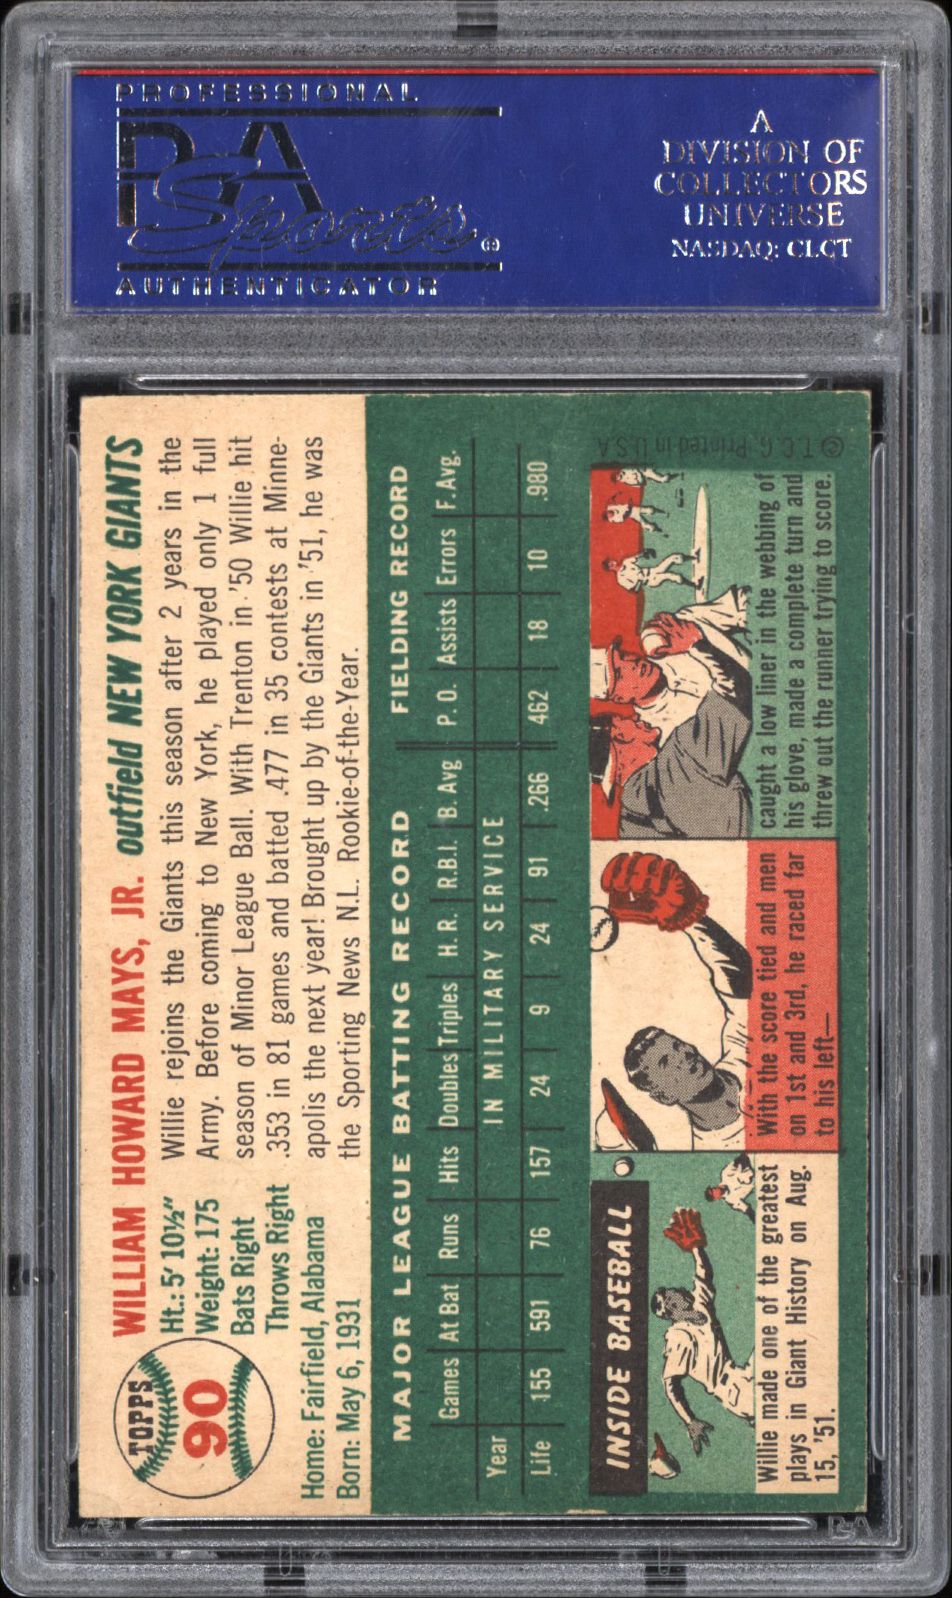 PROFESSIONAL
PSA
Sports®
AUTHENTICATOR
A
DIVISION OF
COLLECTORS
UNIVERSE
NASDAQ: CLCT
TOPPS
90
WILLIAM HOWARD MAYS, JR. outfield NEW YORK GIANTS
Ht.: 5' 10½"
Weight: 175
Bats Right
Throws Right
Home: Fairfield, Alabama
Born: May 6, 1931
Willie rejoins the Giants this season after 2 years in the
Army. Before coming to New York, he played only 1 full
season of Minor League Ball. With Trenton in '50 Willie hit
.353 in 81 games and batted .477 in 35 contests at Minne-
apolis the next year! Brought up by the Giants in '51, he was
the Sporting News N.L. Rookie-of-the-Year.
MAJOR LEAGUE BATTING RECORD FIELDING RECORD
Games At Bat Runs Hits Doubles Triples H.R. R.B.I. B. Avg P.O. Assists Errors F. Avg.
Year IN MILITARY SERVICE
Life 155 591 76 157 24 9 24 91 .266 462 18 10 .980
INSIDE BASEBALL
Willie made one of the greatest
plays in Giant History on Aug.
15, '51.
With the score tied and men
on 1st and 3rd, he raced far
to his left—
caught a low liner in the webbing of
his glove, made a complete turn and
threw out the runner trying to score.
© T.C.G. Printed in U.S.A
PSA